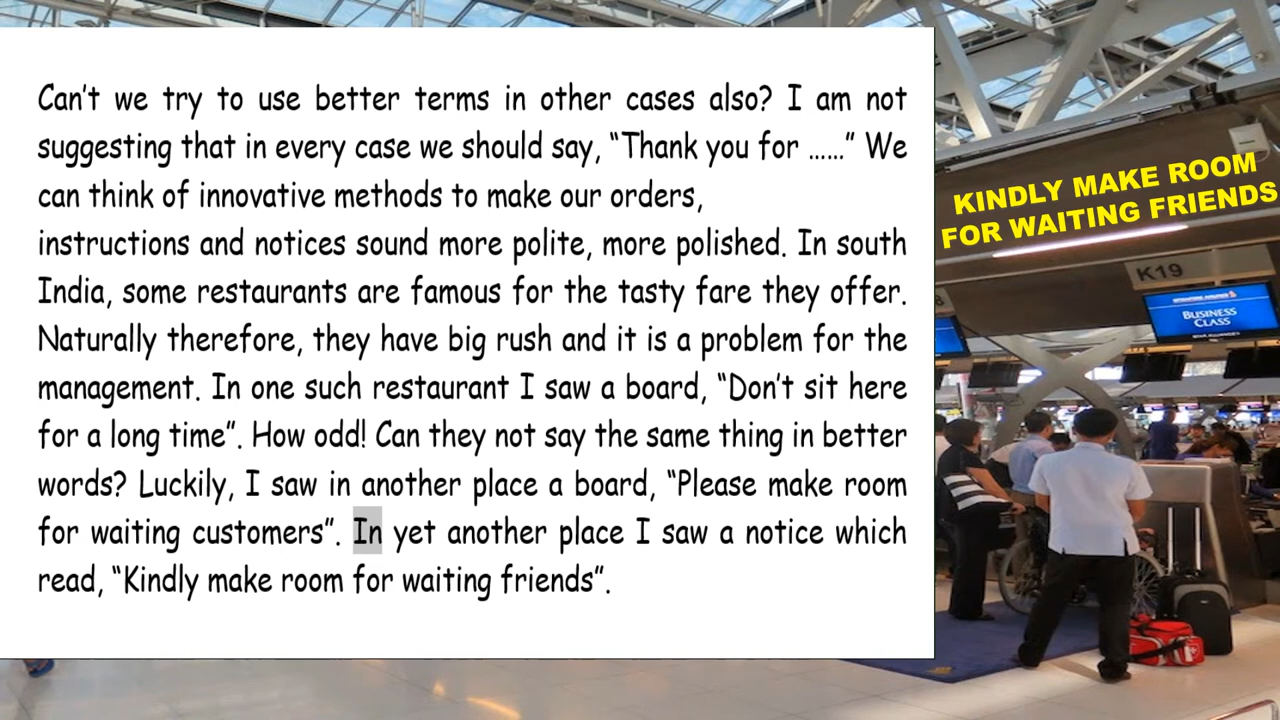 Can't we try to use better terms in other cases also? I am not
suggesting that in every case we should say, “Thank you for ......” We
can think of innovative methods to make our orders,
instructions and notices sound more polite, more polished. In south
India, some restaurants are famous for the tasty fare they offer.
Naturally therefore, they have big rush and it is a problem for the
management. In one such restaurant I saw a board, “Don't sit here
for a long time”. How odd! Can they not say the same thing in better
words? Luckily, I saw in another place a board, “Please make room
for waiting customers”. In yet another place I saw a notice which
read, “Kindly make room for waiting friends”.
KINDLY MAKE ROOM
FOR WAITING FRIENDS
K19
BUSINESS
CLASS